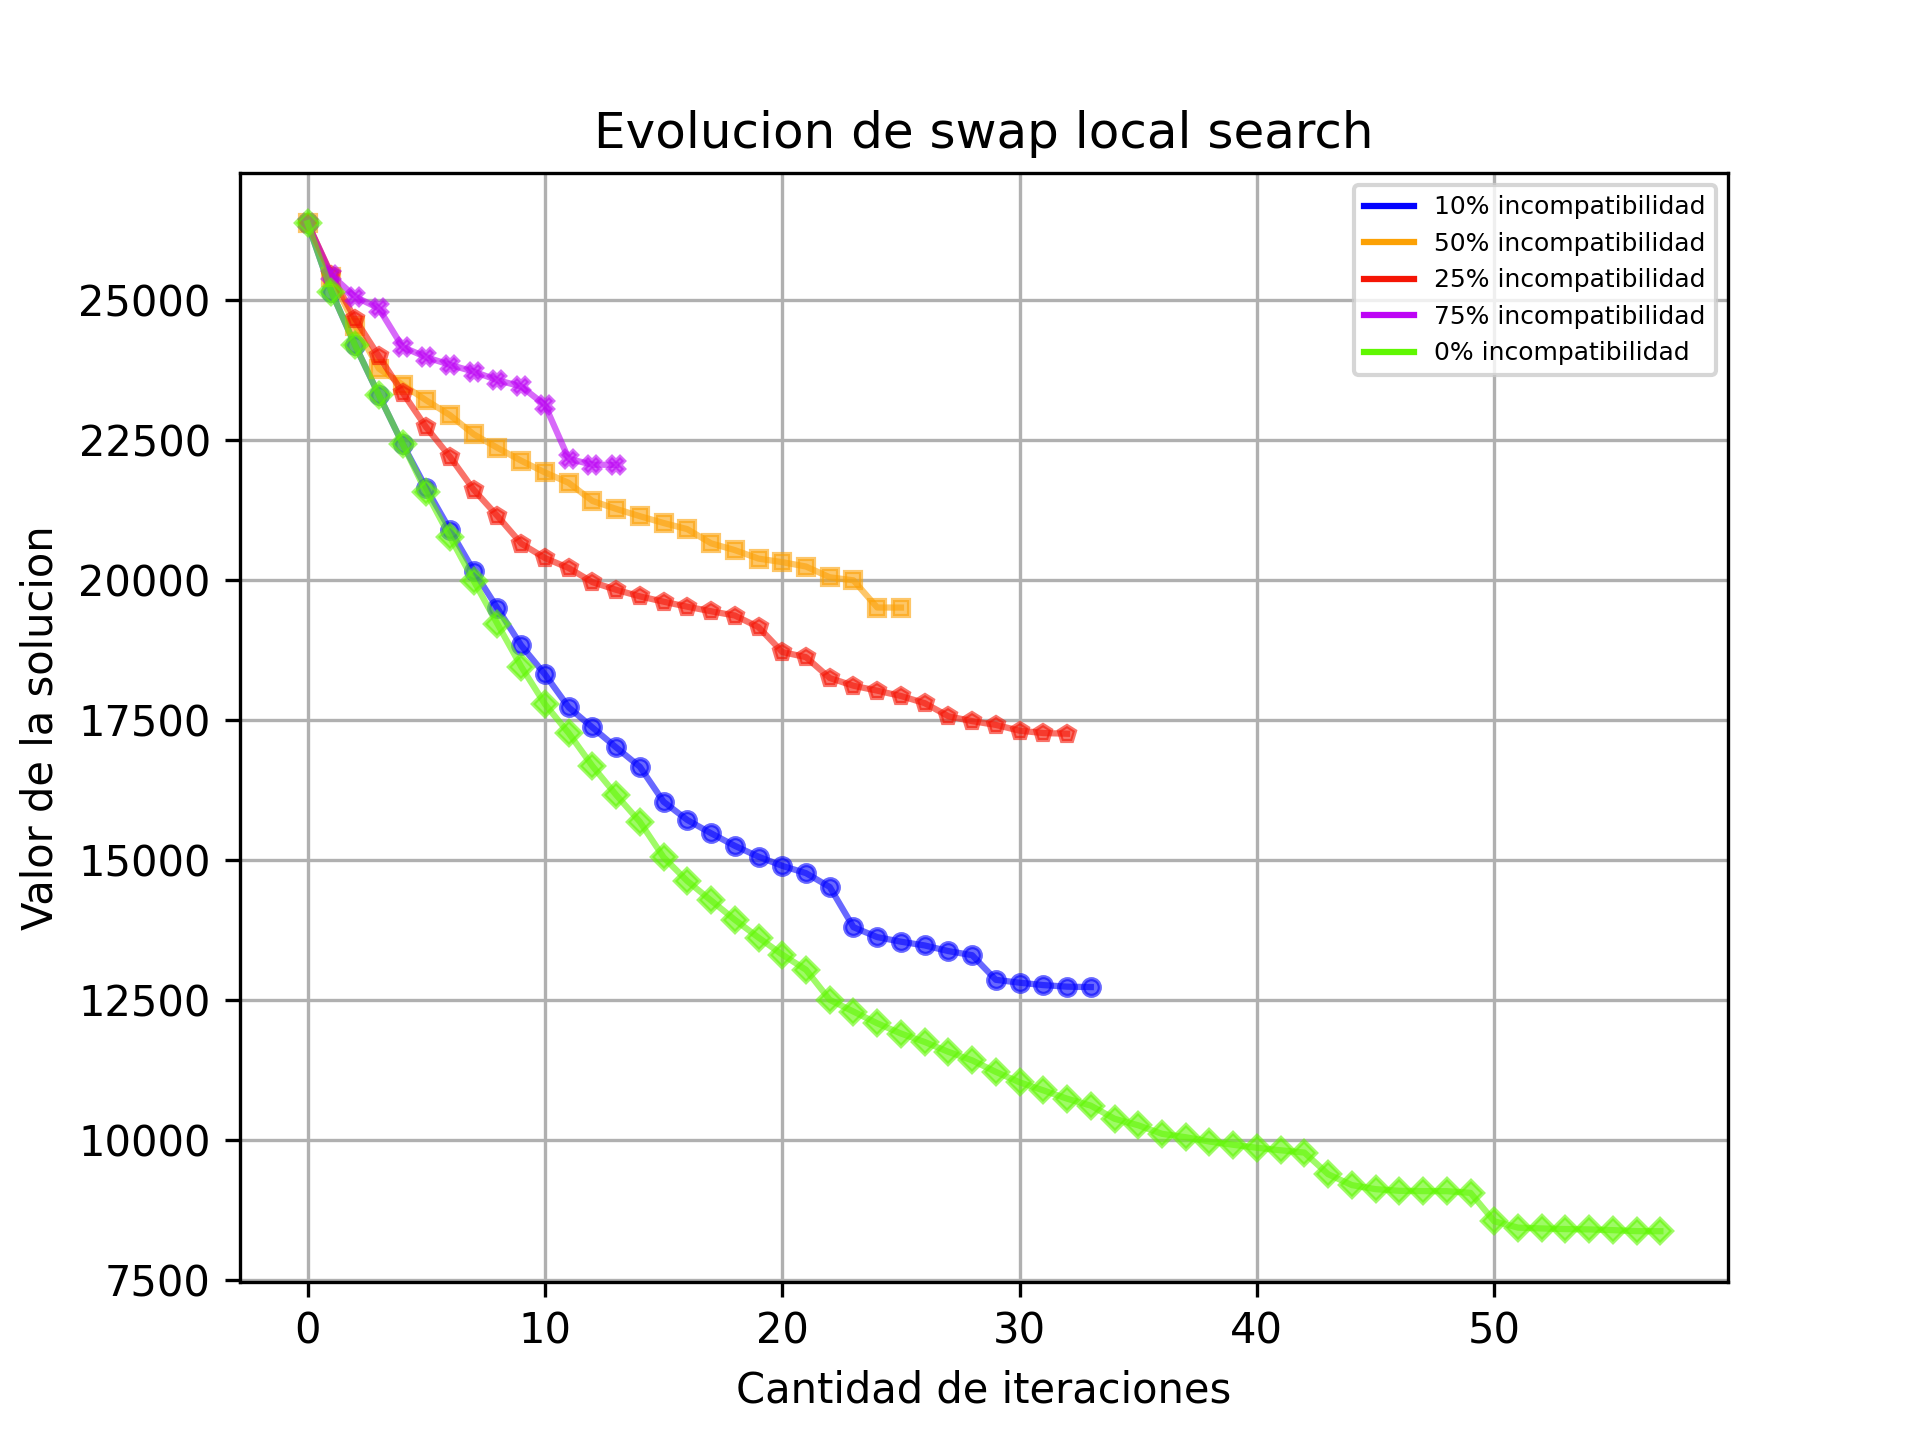 Evolucion de swap local search
10% incompatibilidad
50% incompatibilidad
25% incompatibilidad
75% incompatibilidad
0% incompatibilidad
Valor de la solucion
25000
22500
20000
17500
15000
12500
10000
7500
0 10 20 30 40 50
Cantidad de iteraciones